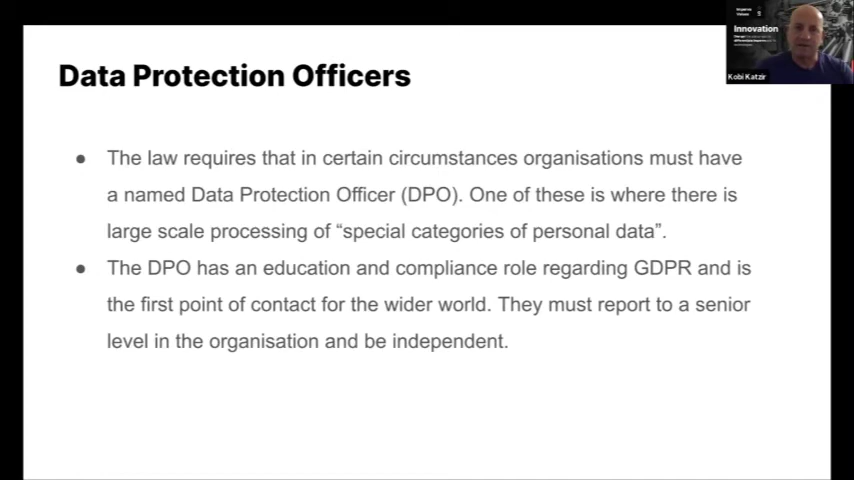 Data Protection Officers
● The law requires that in certain circumstances organisations must have
a named Data Protection Officer (DPO). One of these is where there is
large scale processing of “special categories of personal data”.
● The DPO has an education and compliance role regarding GDPR and is
the first point of contact for the wider world. They must report to a senior
level in the organisation and be independent.
Imperva
Values
Innovation
Kobi Katzir